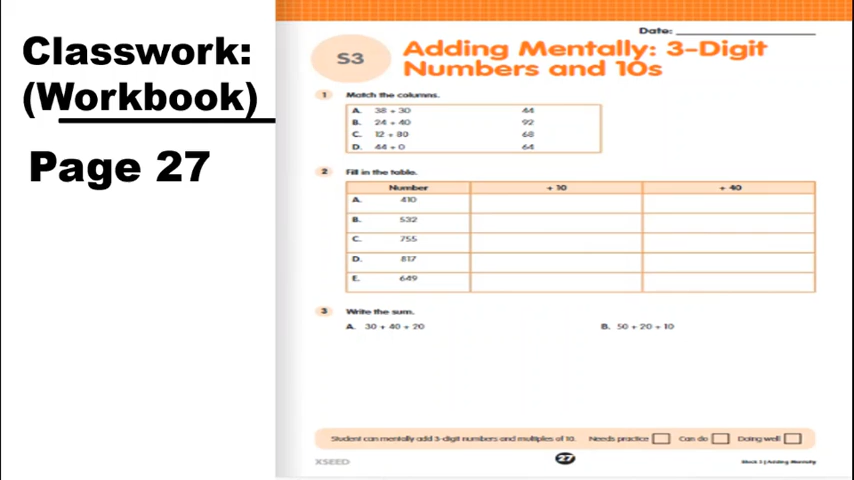 Classwork:
(Workbook)
Page 27
Date:
S3
Adding Mentally: 3-Digit
Numbers and 10s
1 Match the columns.
A. 38 + 30 44
B. 24 + 40 92
C. 12 + 80 68
D. 44 + 0 64
2 Fill in the table.
Number + 10 + 40
A. 410
B. 532
C. 755
D. 817
E. 649
3 Write the sum.
A. 30 + 40 + 20 B. 50 + 20 + 10
Student can mentally add 3-digit numbers and multiples of 10. Needs practice Can do Doing well
XSEED 27 Block 3 | Adding Mentally